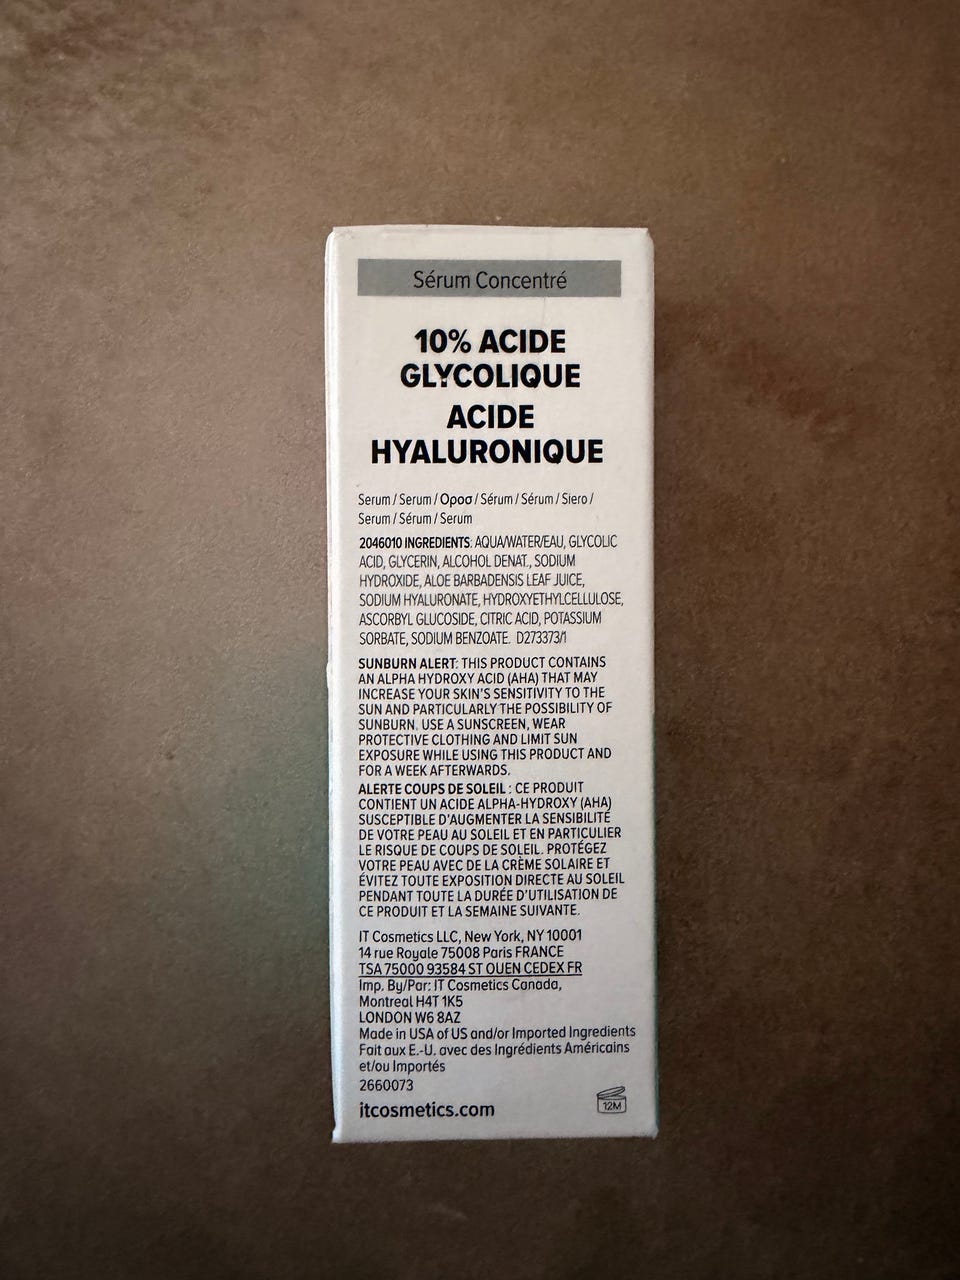 Sérum Concentré
10% ACIDE
GLYCOLIQUE
ACIDE
HYALURONIQUE
Serum / Serum / Οροσ / Sérum / Sérum / Siero /
Serum / Sérum / Serum
2046010 INGREDIENTS: AQUA/WATER/EAU, GLYCOLIC
ACID, GLYCERIN, ALCOHOL DENAT., SODIUM
HYDROXIDE, ALOE BARBADENSIS LEAF JUICE,
SODIUM HYALURONATE, HYDROXYETHYLCELLULOSE,
ASCORBYL GLUCOSIDE, CITRIC ACID, POTASSIUM
SORBATE, SODIUM BENZOATE. D273373/1
SUNBURN ALERT: THIS PRODUCT CONTAINS
AN ALPHA HYDROXY ACID (AHA) THAT MAY
INCREASE YOUR SKIN'S SENSITIVITY TO THE
SUN AND PARTICULARLY THE POSSIBILITY OF
SUNBURN. USE A SUNSCREEN, WEAR
PROTECTIVE CLOTHING AND LIMIT SUN
EXPOSURE WHILE USING THIS PRODUCT AND
FOR A WEEK AFTERWARDS.
ALERTE COUPS DE SOLEIL : CE PRODUIT
CONTIENT UN ACIDE ALPHA-HYDROXY (AHA)
SUSCEPTIBLE D'AUGMENTER LA SENSIBILITÉ
DE VOTRE PEAU AU SOLEIL ET EN PARTICULIER
LE RISQUE DE COUPS DE SOLEIL. PROTÉGEZ
VOTRE PEAU AVEC DE LA CRÈME SOLAIRE ET
ÉVITEZ TOUTE EXPOSITION DIRECTE AU SOLEIL
PENDANT TOUTE LA DURÉE D'UTILISATION DE
CE PRODUIT ET LA SEMAINE SUIVANTE.
IT Cosmetics LLC, New York, NY 10001
14 rue Royale 75008 Paris FRANCE
TSA 75000 93584 ST OUEN CEDEX FR
Imp. By/Par: IT Cosmetics Canada,
Montreal H4T 1K5
LONDON W6 8AZ
Made in USA of US and/or Imported Ingredients
Fait aux E.-U. avec des Ingrédients Américains
et/ou Importés
2660073
itcosmetics.com
12M